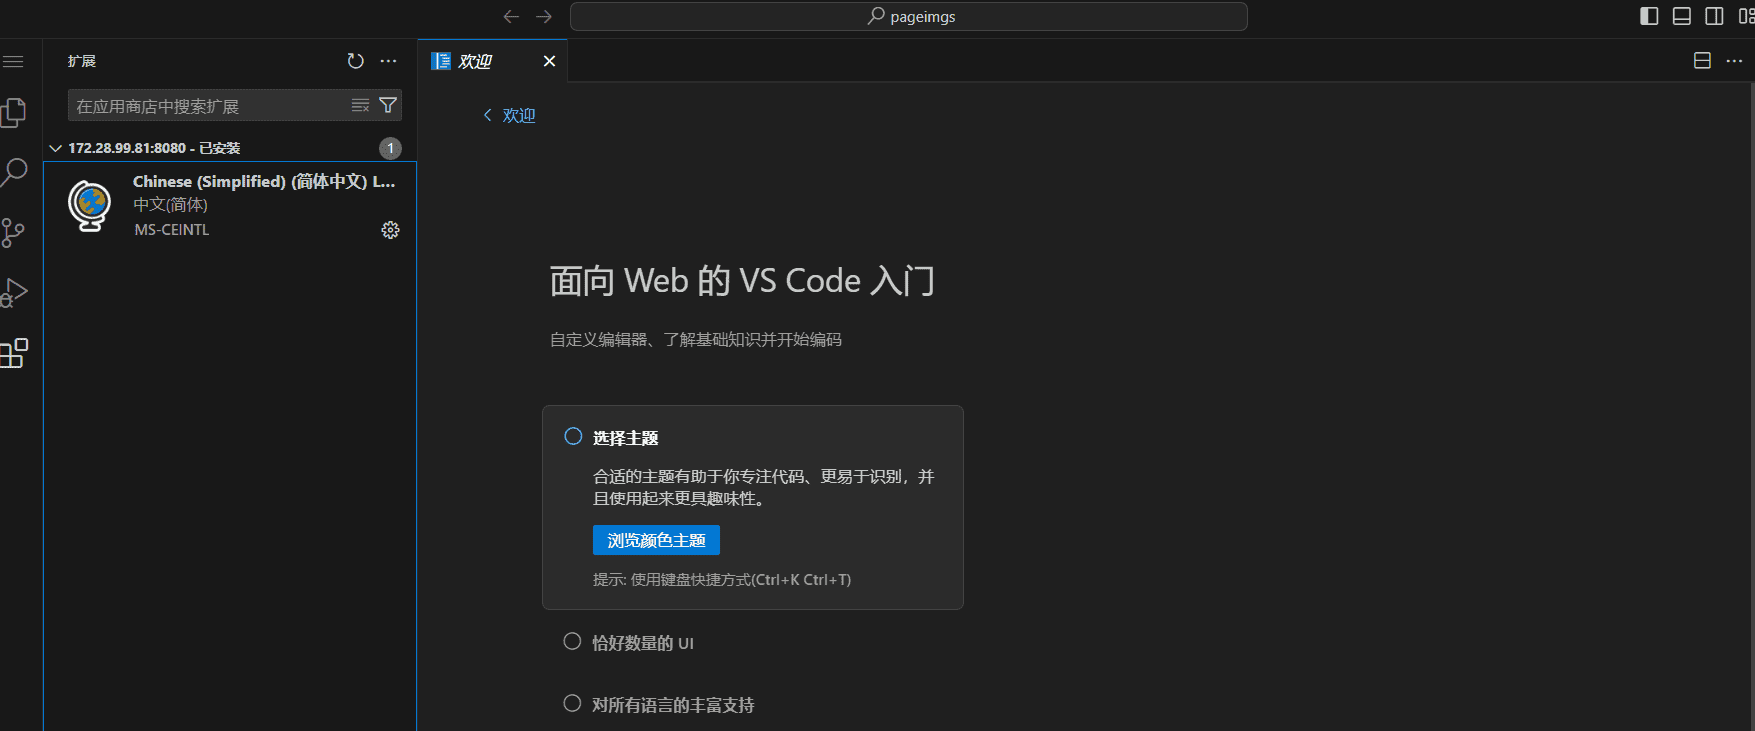 pageimgs
扩展
在应用商店中搜索扩展
172.28.99.81:8080 - 已安装
1
Chinese (Simplified) (简体中文) L...
中文(简体)
MS-CEINTL
欢迎
欢迎
面向 Web 的 VS Code 入门
自定义编辑器、了解基础知识并开始编码
选择主题
合适的主题有助于你专注代码、更易于识别，并
且使用起来更具趣味性。
浏览颜色主题
提示: 使用键盘快捷方式(Ctrl+K Ctrl+T)
恰好数量的 UI
对所有语言的丰富支持